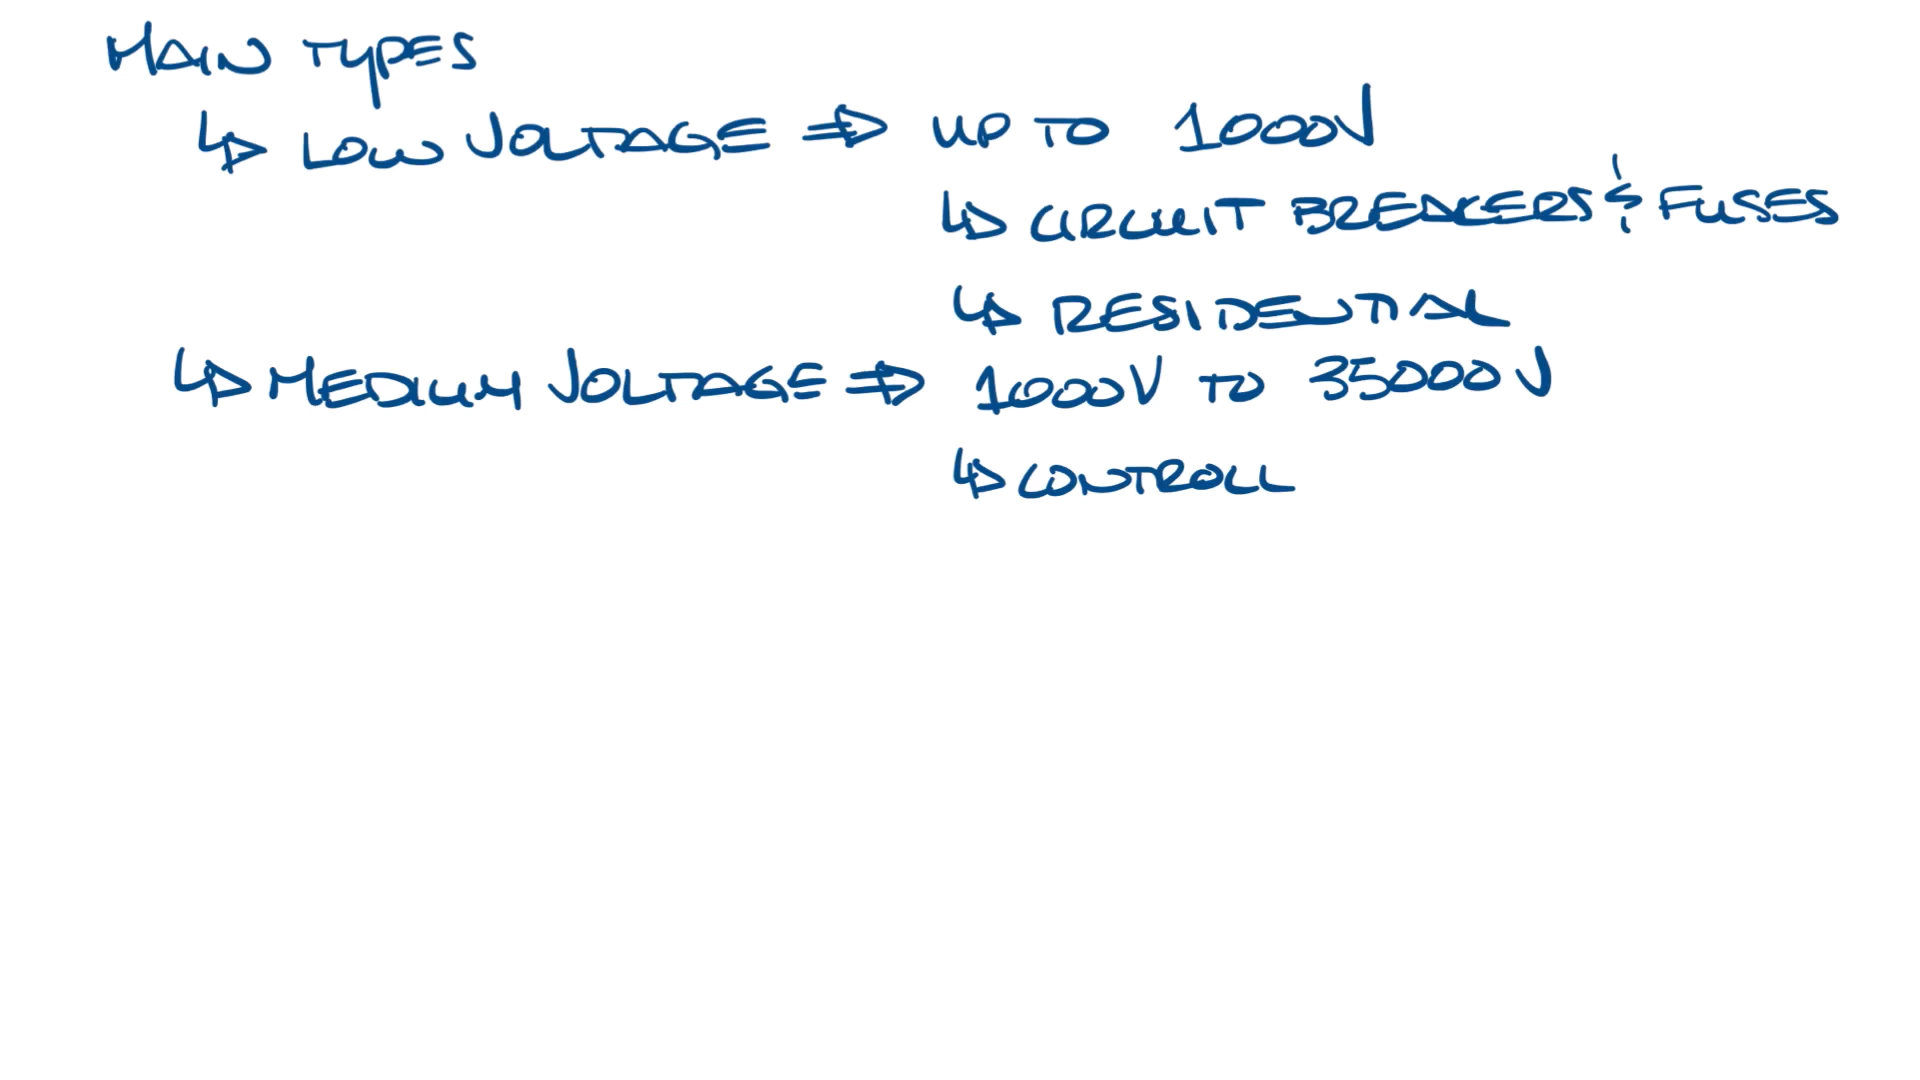 MAIN TYPES
↳ LOW VOLTAGE ⇒ UP TO 1000V
↳ CIRCUIT BREAKERS & FUSES
↳ RESIDENTIAL
↳ MEDIUM VOLTAGE ⇒ 1000V TO 35000V
↳ CONTROLL